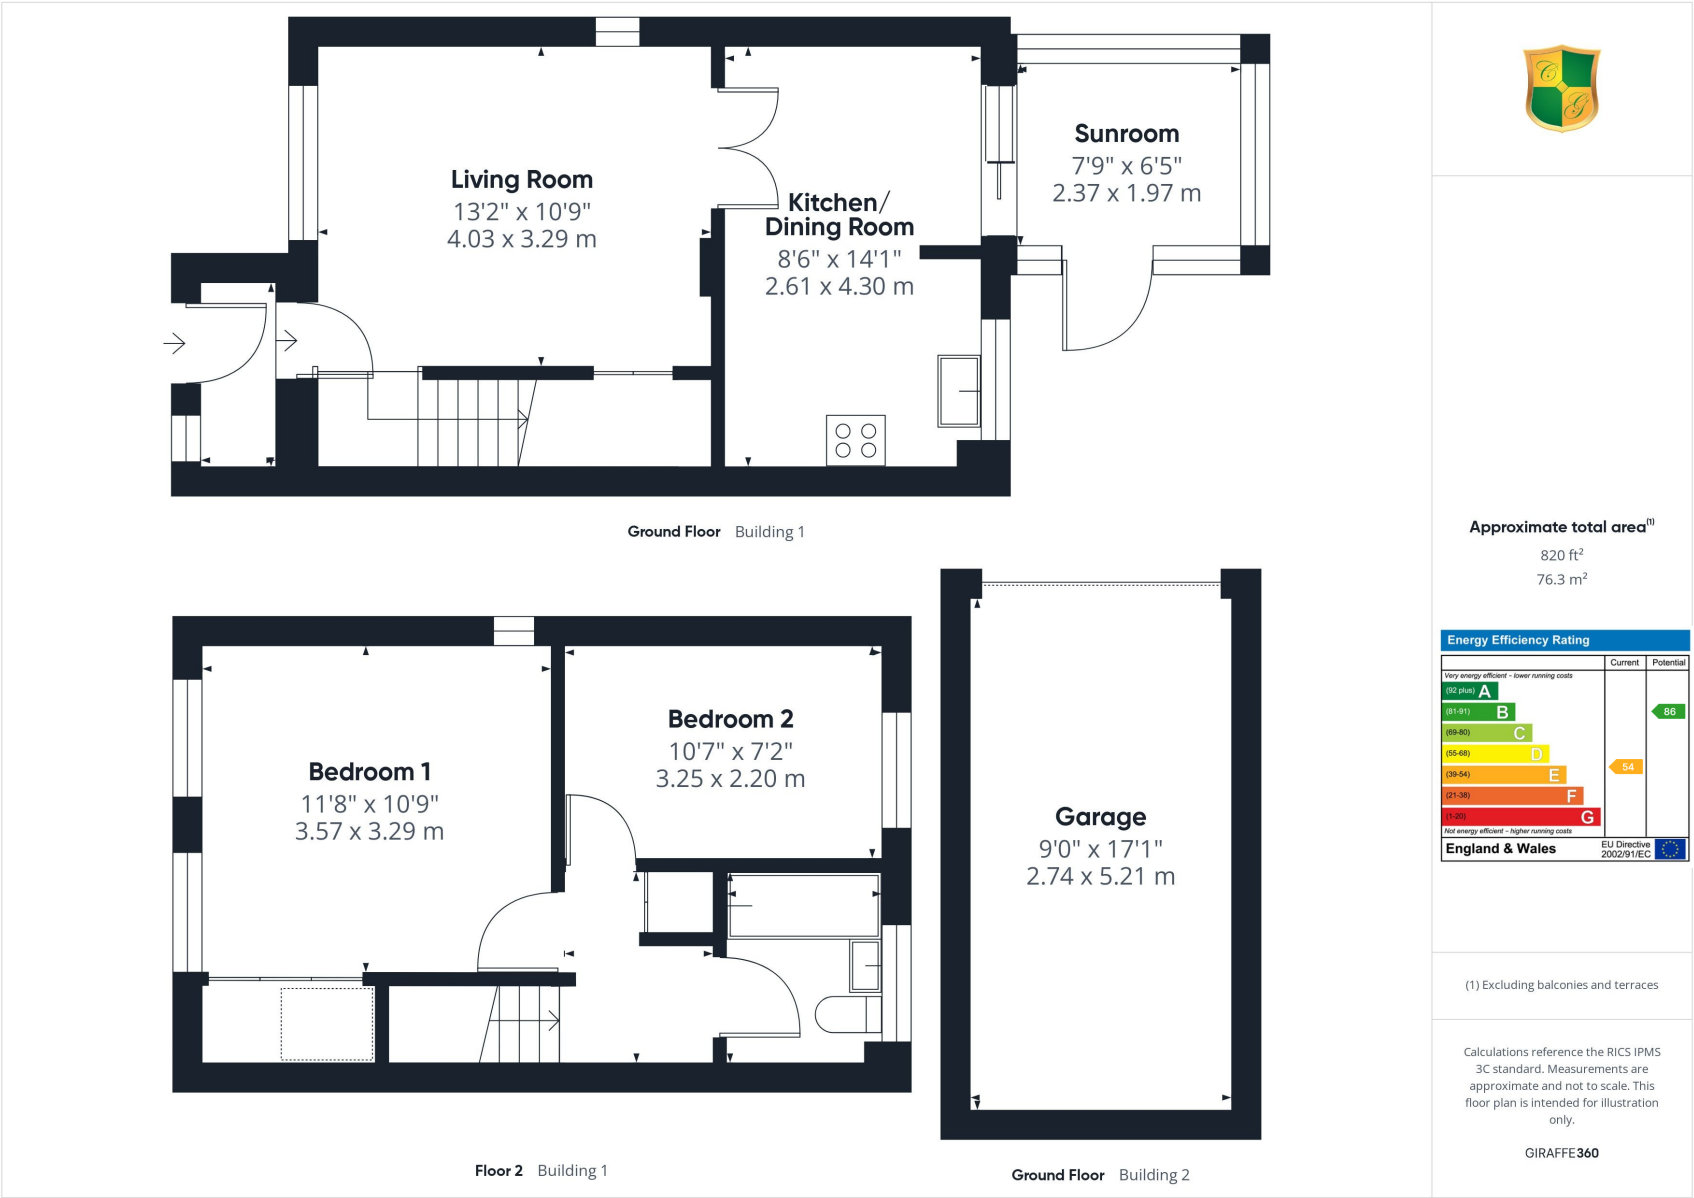 Living Room
13'2" x 10'9"
4.03 x 3.29 m
Kitchen/
Dining Room
8'6" x 14'1"
2.61 x 4.30 m
Sunroom
7'9" x 6'5"
2.37 x 1.97 m
Ground Floor Building 1
Bedroom 1
11'8" x 10'9"
3.57 x 3.29 m
Bedroom 2
10'7" x 7'2"
3.25 x 2.20 m
Floor 2 Building 1
Garage
9'0" x 17'1"
2.74 x 5.21 m
Ground Floor Building 2
C
G
Approximate total area(1)
820 ft²
76.3 m²
Energy Efficiency Rating
Current Potential
Very energy efficient - lower running costs
(92 plus) A
(81-91) B 86
(69-80) C
(55-68) D
(39-54) E 54
(21-38) F
(1-20) G
Not energy efficient - higher running costs
England & Wales
EU Directive
2002/91/EC
(1) Excluding balconies and terraces
Calculations reference the RICS IPMS
3C standard. Measurements are
approximate and not to scale. This
floor plan is intended for illustration
only.
GIRAFFE360